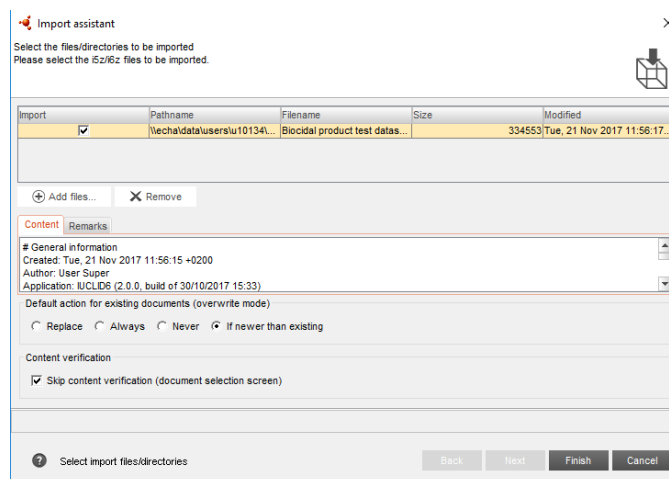 Import assistant
Select the files/directories to be imported
Please select the i5z/i6z files to be imported.
Import Pathname Filename Size Modified
\\echa\data\users\u10134\... Biocidal product test datas... 334553 Tue, 21 Nov 2017 11:56:17...
Add files... Remove
Content Remarks
# General information
Created: Tue, 21 Nov 2017 11:56:15 +0200
Author: User Super
Application: IUCLID6 (2.0.0, build of 30/10/2017 15:33)
Default action for existing documents (overwrite mode)
Replace Always Never If newer than existing
Content verification
Skip content verification (document selection screen)
? Select import files/directories Back Next Finish Cancel